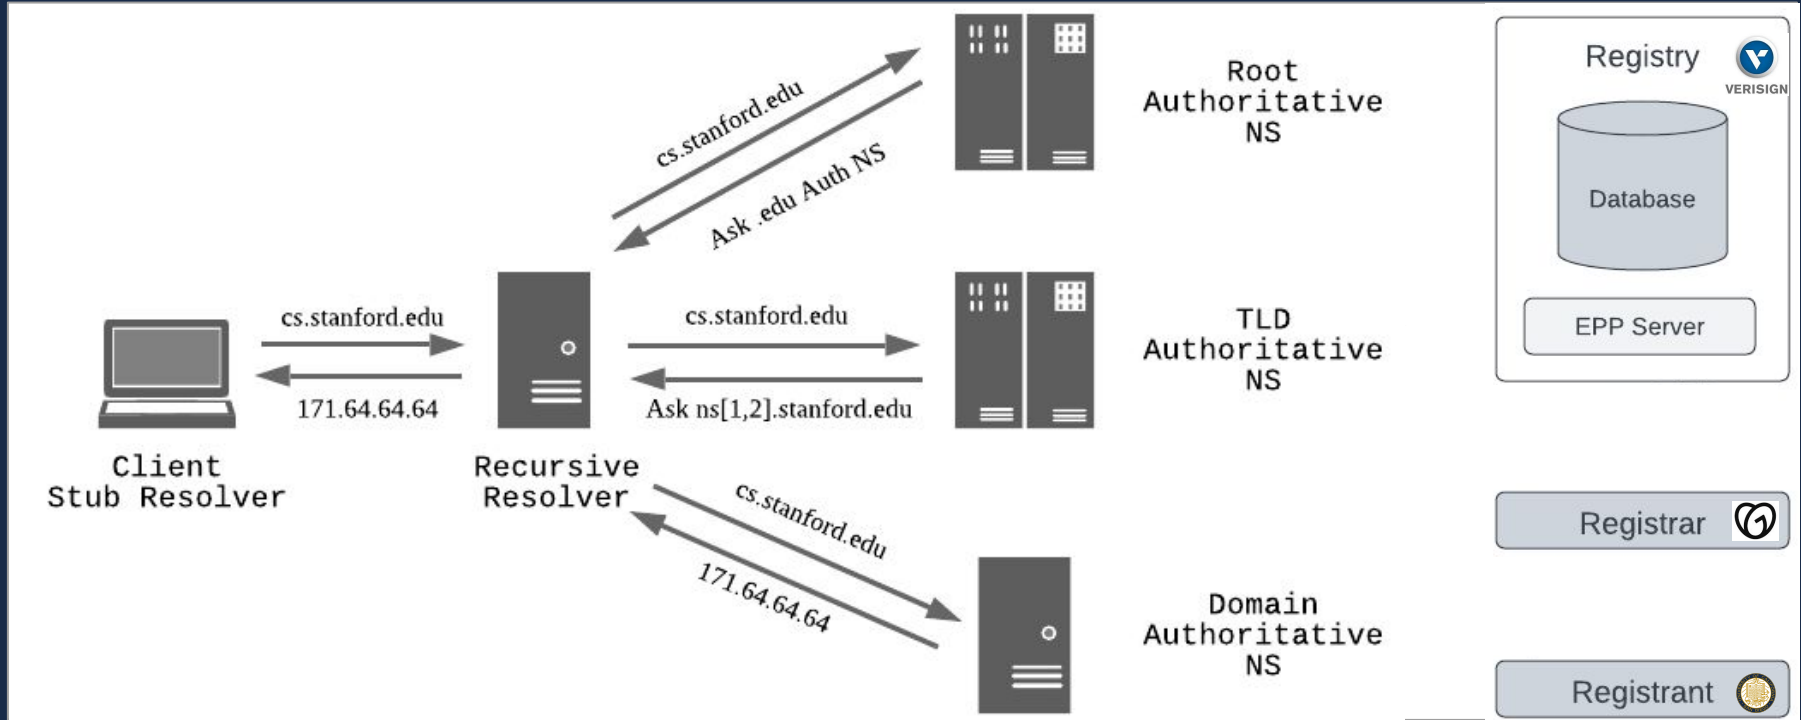 cs.stanford.edu
Ask .edu Auth NS
Root
Authoritative
NS
cs.stanford.edu
171.64.64.64
cs.stanford.edu
Ask ns[1,2].stanford.edu
TLD
Authoritative
NS
Client
Stub Resolver
Recursive
Resolver
cs.stanford.edu
171.64.64.64
Domain
Authoritative
NS
Registry
VERISIGN
Database
EPP Server
Registrar
Registrant